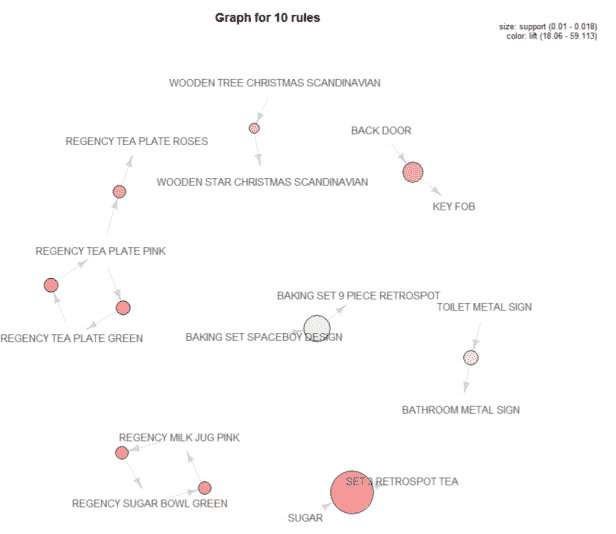 Graph for 10 rules
size: support (0.01 - 0.016)
color: lift (18.06 - 59.113)
WOODEN TREE CHRISTMAS SCANDINAVIAN
BACK DOOR
REGENCY TEA PLATE ROSES
WOODEN STAR CHRISTMAS SCANDINAVIAN
KEY FOB
REGENCY TEA PLATE PINK
BAKING SET 9 PIECE RETROSPOT
TOILET METAL SIGN
REGENCY TEA PLATE GREEN
BAKING SET SPACEBOY DESIGN
BATHROOM METAL SIGN
REGENCY MILK JUG PINK
SET 3 RETROSPOT TEA
REGENCY SUGAR BOWL GREEN
SUGAR